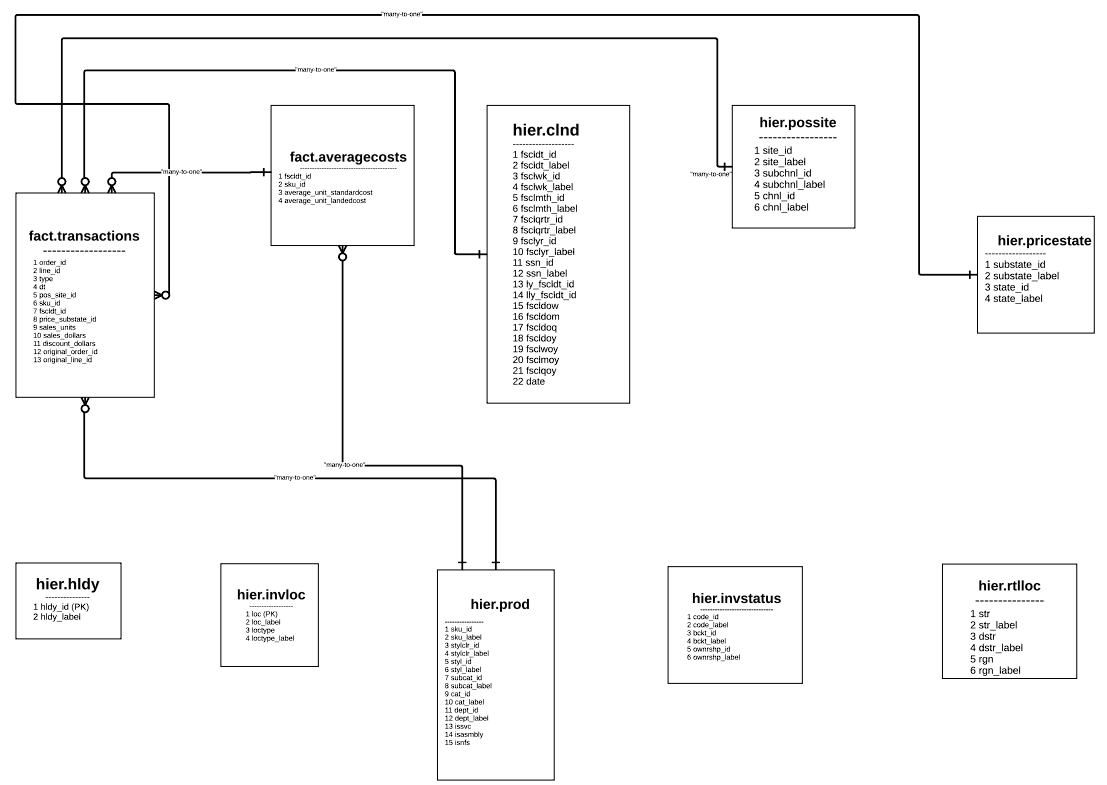 "many-to-one"
"many-to-one"
"many-to-one"
"many-to-one"
fact.transactions
-------------------
1 order_id
2 line_id
3 type
4 dt
5 pos_site_id
6 sku_id
7 fscldt_id
8 price_substate_id
9 sales_units
10 sales_dollars
11 discount_dollars
12 original_order_id
13 original_line_id
fact.averagecosts
-------------------------------------
1 fscldt_id
2 sku_id
3 average_unit_standardcost
4 average_unit_landedcost
hier.clnd
-------------------
1 fscldt_id
2 fscldt_label
3 fsclwk_id
4 fsclwk_label
5 fsclmth_id
6 fsclmth_label
7 fsclqrtr_id
8 fsclqrtr_label
9 fsclyr_id
10 fsclyr_label
11 ssn_id
12 ssn_label
13 ly_fscldt_id
14 lly_fscldt_id
15 fscldow
16 fscldom
17 fscldoq
18 fscldoy
19 fsclwoy
20 fsclmoy
21 fsclqoy
22 date
hier.possite
-----------------
1 site_id
2 site_label
3 subchnl_id
4 subchnl_label
5 chnl_id
6 chnl_label
hier.pricestate
------------------
1 substate_id
2 substate_label
3 state_id
4 state_label
"many-to-one"
"many-to-one"
hier.hldy
---------------
1 hldy_id (PK)
2 hldy_label
hier.invloc
------------------
1 loc (PK)
2 loc_label
3 loctype
4 loctype_label
hier.prod
----------------
1 sku_id
2 sku_label
3 stylclr_id
4 stylclr_label
5 styl_id
6 styl_label
7 subcat_id
8 subcat_label
9 cat_id
10 cat_label
11 dept_id
12 dept_label
13 issvc
14 isasmbly
15 isnfs
hier.invstatus
-----------------------------
1 code_id
2 code_label
3 bckt_id
4 bckt_label
5 ownrshp_id
6 ownrshp_label
hier.rtlloc
---------------
1 str
2 str_label
3 dstr
4 dstr_label
5 rgn
6 rgn_label